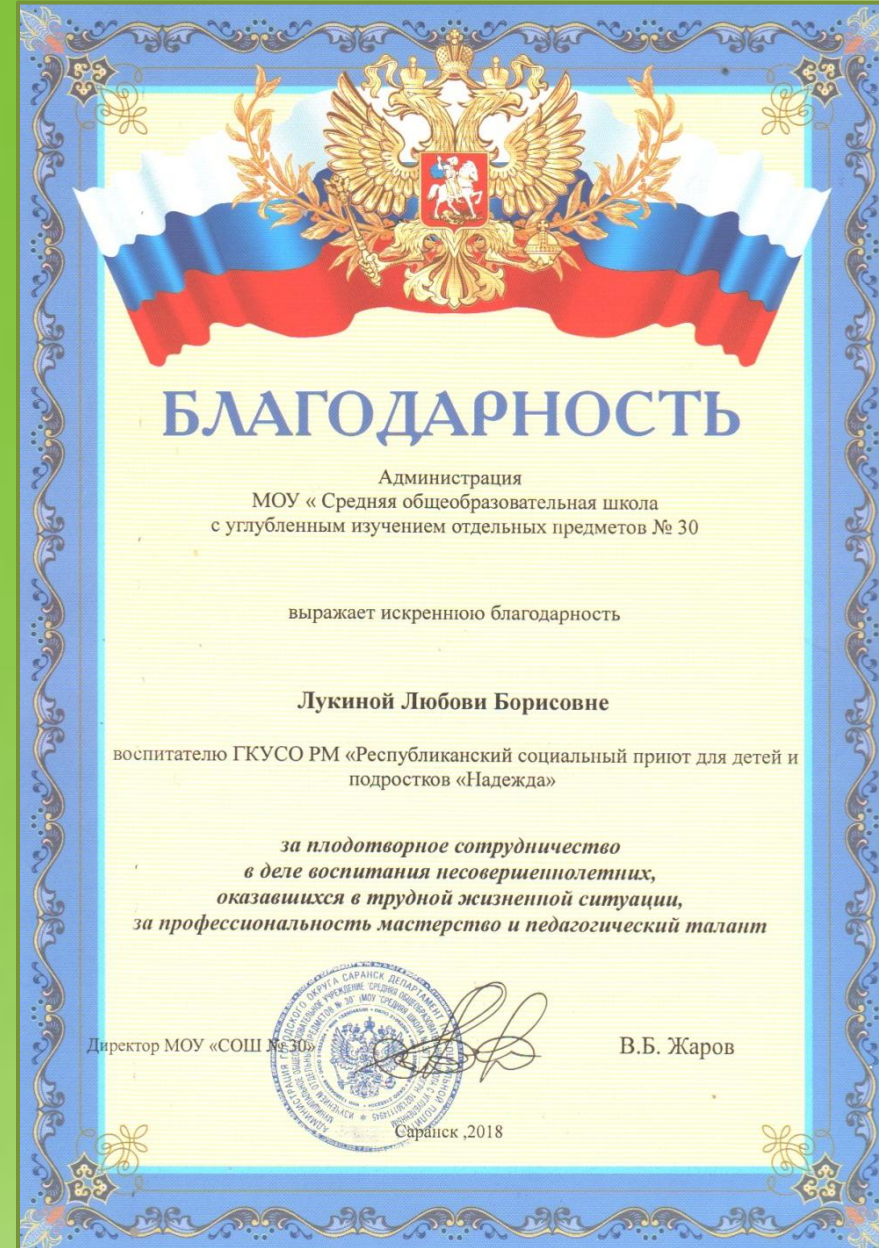 БЛАГОДАРНОСТЬ
Администрация
МОУ « Средняя общеобразовательная школа
с углубленным изучением отдельных предметов № 30
выражает искреннюю благодарность
Лукиной Любови Борисовне
воспитателю ГКУСО РМ «Республиканский социальный приют для детей и
подростков «Надежда»
за плодотворное сотрудничество
в деле воспитания несовершеннолетних,
оказавшихся в трудной жизненной ситуации,
за профессиональность мастерство и педагогический талант
Директор МОУ «СОШ № 30»
В.Б. Жаров
Саранск ,2018